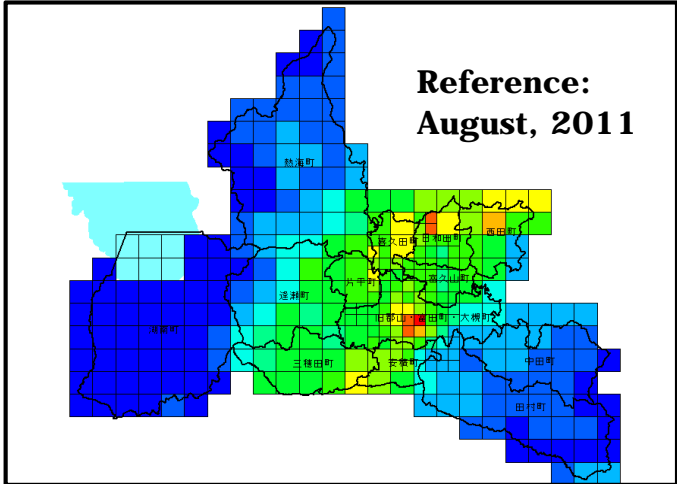 Reference:
August, 2011
熱海町
喜久田町
日和田町
西田町
片平町
富久山町
逢瀬町
湖南町
旧郡山・富田町・大槻町
三穂田町
安積町
中田町
田村町